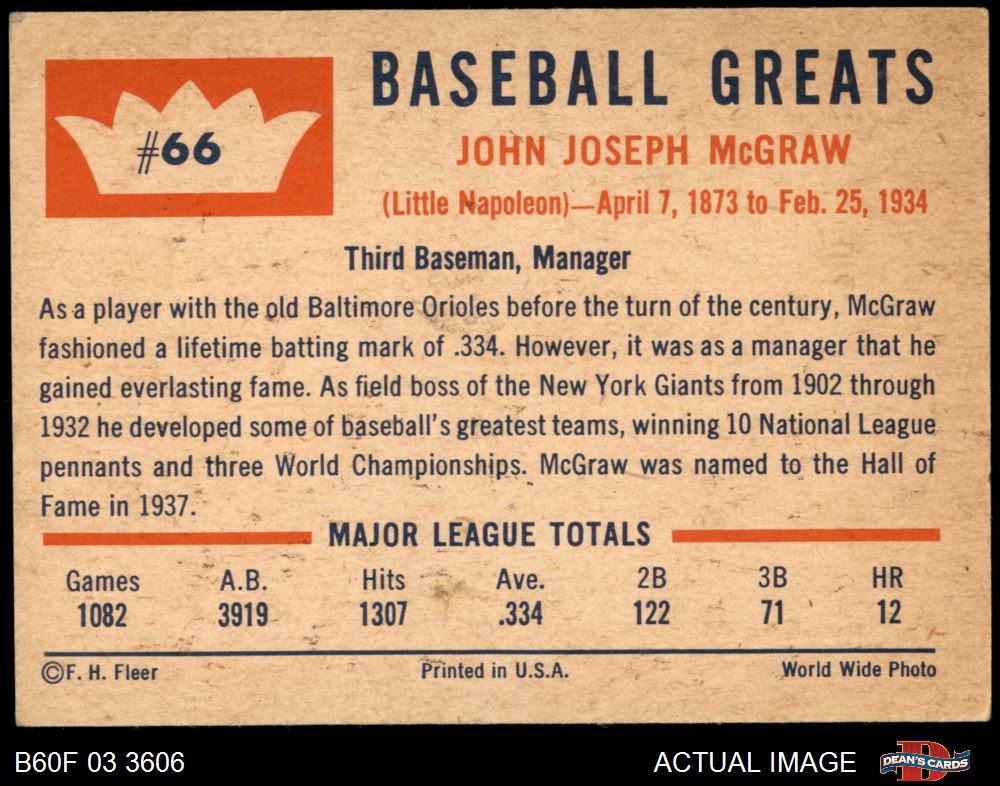 #66
BASEBALL GREATS
JOHN JOSEPH McGRAW
(Little Napoleon)—April 7, 1873 to Feb. 25, 1934
Third Baseman, Manager
As a player with the old Baltimore Orioles before the turn of the century, McGraw
fashioned a lifetime batting mark of .334. However, it was as a manager that he
gained everlasting fame. As field boss of the New York Giants from 1902 through
1932 he developed some of baseball's greatest teams, winning 10 National League
pennants and three World Championships. McGraw was named to the Hall of
Fame in 1937.
MAJOR LEAGUE TOTALS
Games A.B. Hits Ave. 2B 3B HR
1082 3919 1307 .334 122 71 12
©F. H. Fleer Printed in U.S.A. World Wide Photo
B60F 03 3606 ACTUAL IMAGE D DEAN'S CARDS